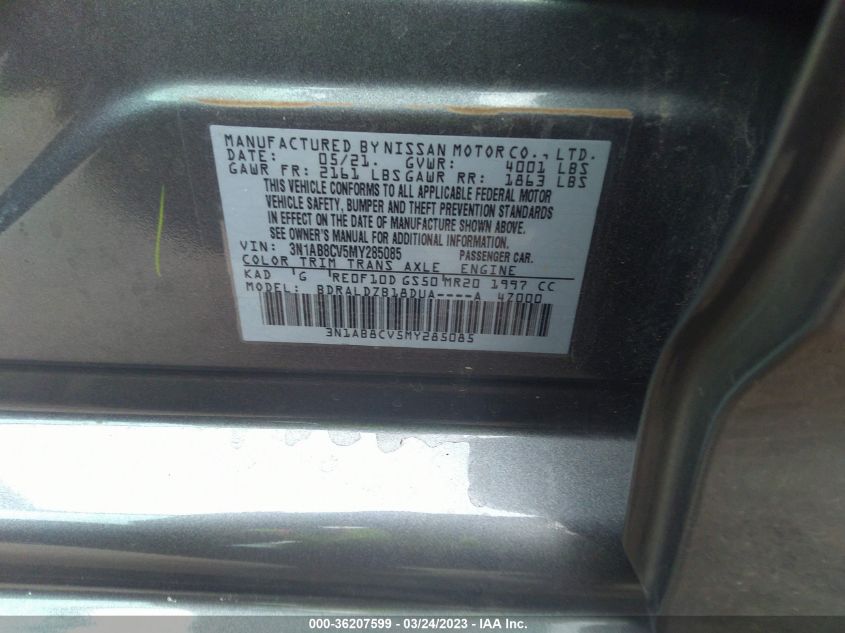 MANUFACTURED BY NISSAN MOTOR CO., LTD.
DATE: 05/21. GVWR: 4001 LBS
GAWR FR: 2161 LBS GAWR RR: 1863 LBS
THIS VEHICLE CONFORMS TO ALL APPLICABLE FEDERAL MOTOR
VEHICLE SAFETY, BUMPER AND THEFT PREVENTION STANDARDS
IN EFFECT ON THE DATE OF MANUFACTURE SHOWN ABOVE.
SEE OWNER'S MANUAL FOR ADDITIONAL INFORMATION.
VIN: 3N1AB8CV5MY285085 PASSENGER CAR.
COLOR TRIM TRANS AXLE ENGINE
KAD G RE0F10D GS50 MR20 1997 CC
MODEL: BDRALDZB18DUA----A 47000
3N1AB8CV5MY285085
000-36207599 - 03/24/2023 - IAA Inc.